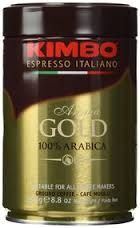 KIMBO
ESPRESSO ITALIANO
Aroma
GOLD
100% ARABICA
SUITABLE FOR ALL COFFEE MAKERS
GROUND COFFEE - CAFÉ MOULU
8.8 oz